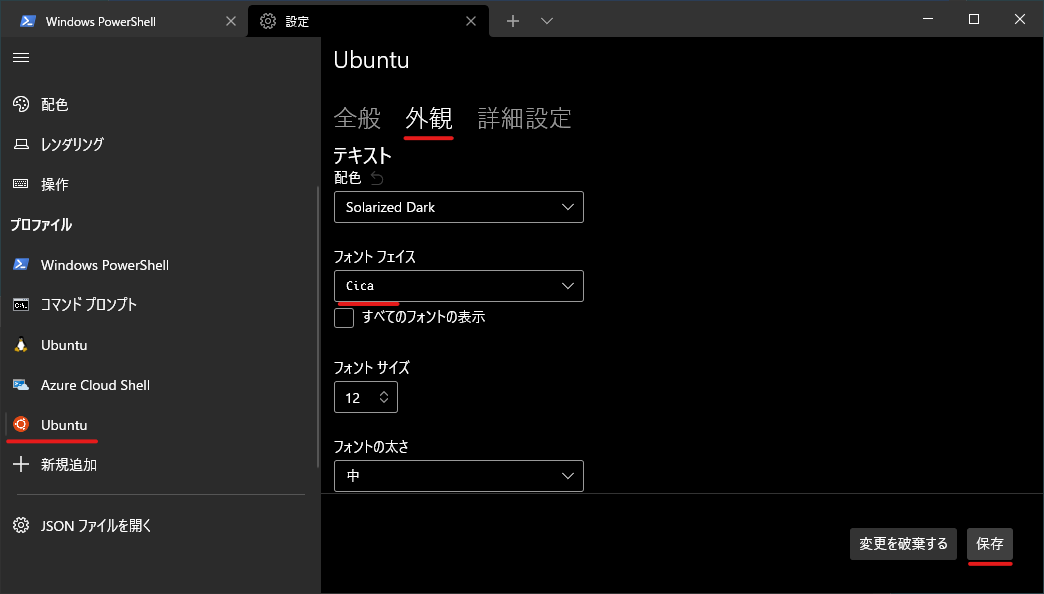 Windows PowerShell
設定
配色
レンダリング
操作
プロファイル
Windows PowerShell
コマンド プロンプト
Ubuntu
Azure Cloud Shell
Ubuntu
新規追加
JSON ファイルを開く
Ubuntu
全般 外観 詳細設定
テキスト
配色
Solarized Dark
フォント フェイス
Cica
すべてのフォントの表示
フォント サイズ
12
フォントの太さ
中
変更を破棄する 保存